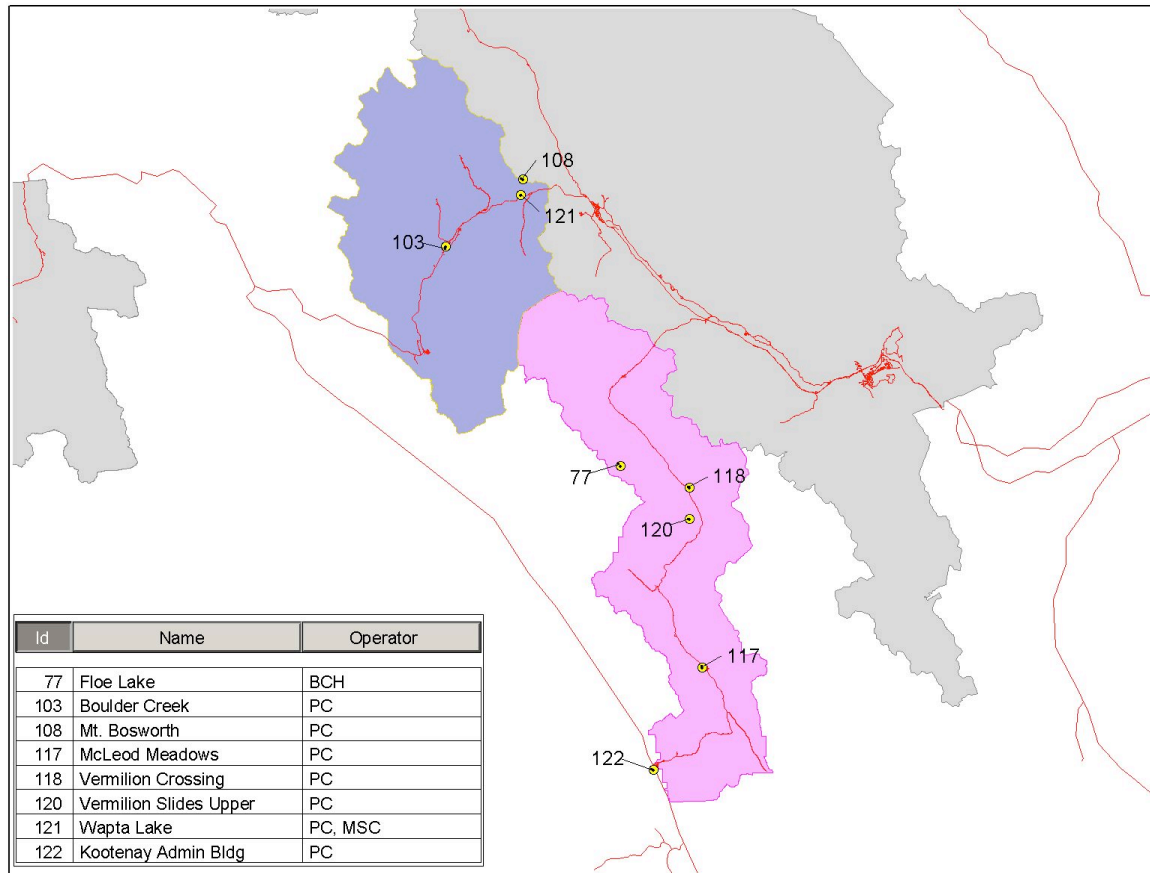 108
121
103
77
118
120
117
122
Id Name Operator
77 Floe Lake BCH
103 Boulder Creek PC
108 Mt. Bosworth PC
117 McLeod Meadows PC
118 Vermilion Crossing PC
120 Vermilion Slides Upper PC
121 Wapta Lake PC, MSC
122 Kootenay Admin Bldg PC